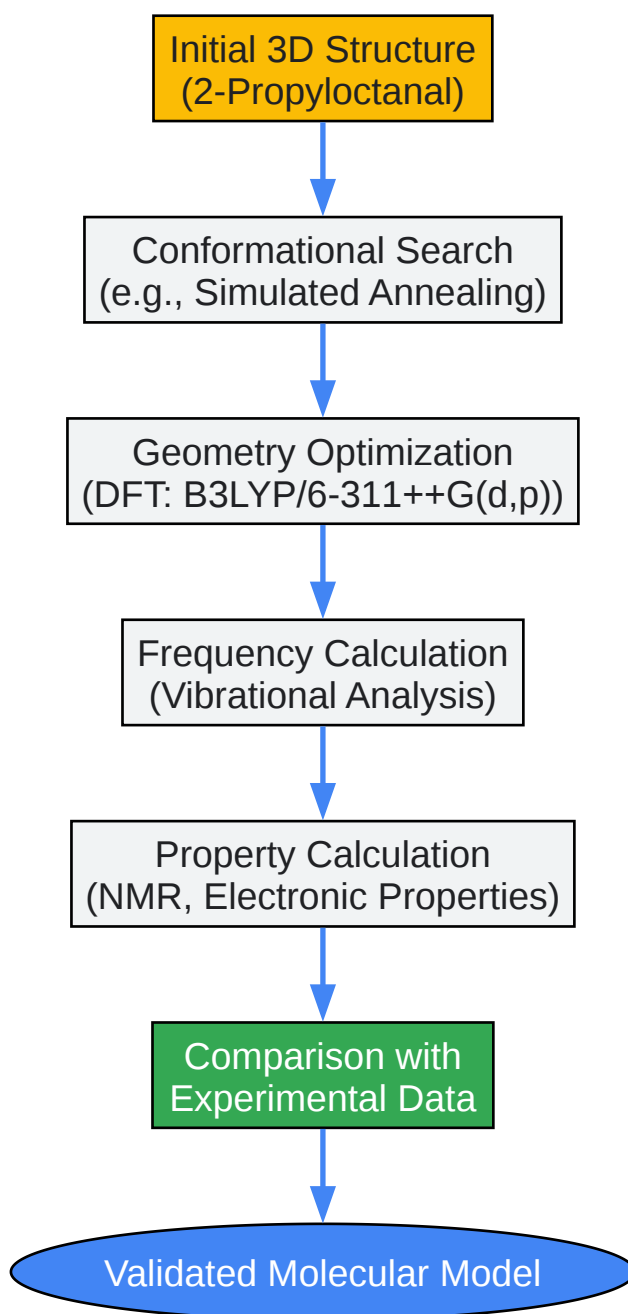 Initial 3D Structure
(2-Propyloctanal)
Conformational Search
(e.g., Simulated Annealing)
Geometry Optimization
(DFT: B3LYP/6-311++G(d,p))
Frequency Calculation
(Vibrational Analysis)
Property Calculation
(NMR, Electronic Properties)
Comparison with
Experimental Data
Validated Molecular Model